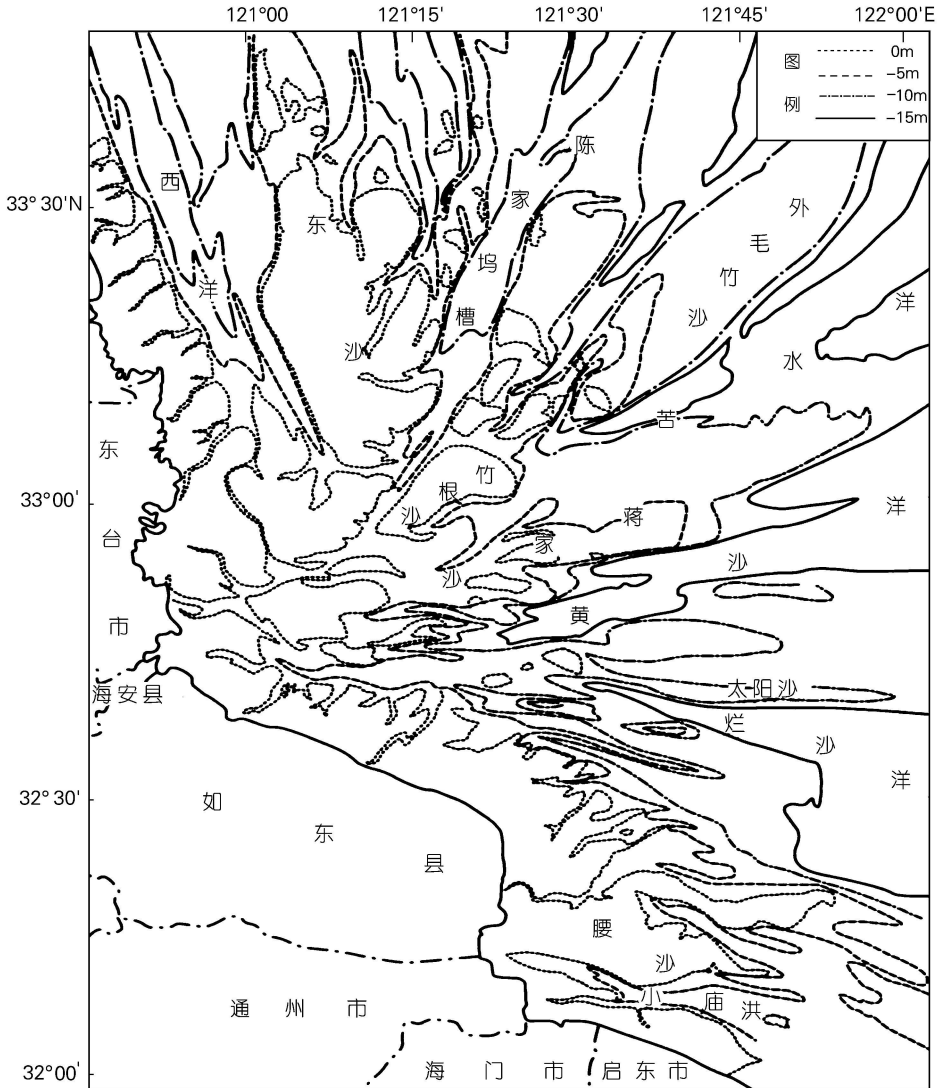 121°00 121°15' 121°30' 121°45' 122°00'E
图例
0m
-5m
-10m
-15m
33°30'N
33°00'
32°30'
32°00'
西洋
东沙
陈家坞槽
外毛竹沙
苦水洋
竹根沙
蒋家沙
黄沙洋
太阳沙
烂沙洋
腰沙
小庙洪
东台市
海安县
如东县
通州市
海门市
启东市